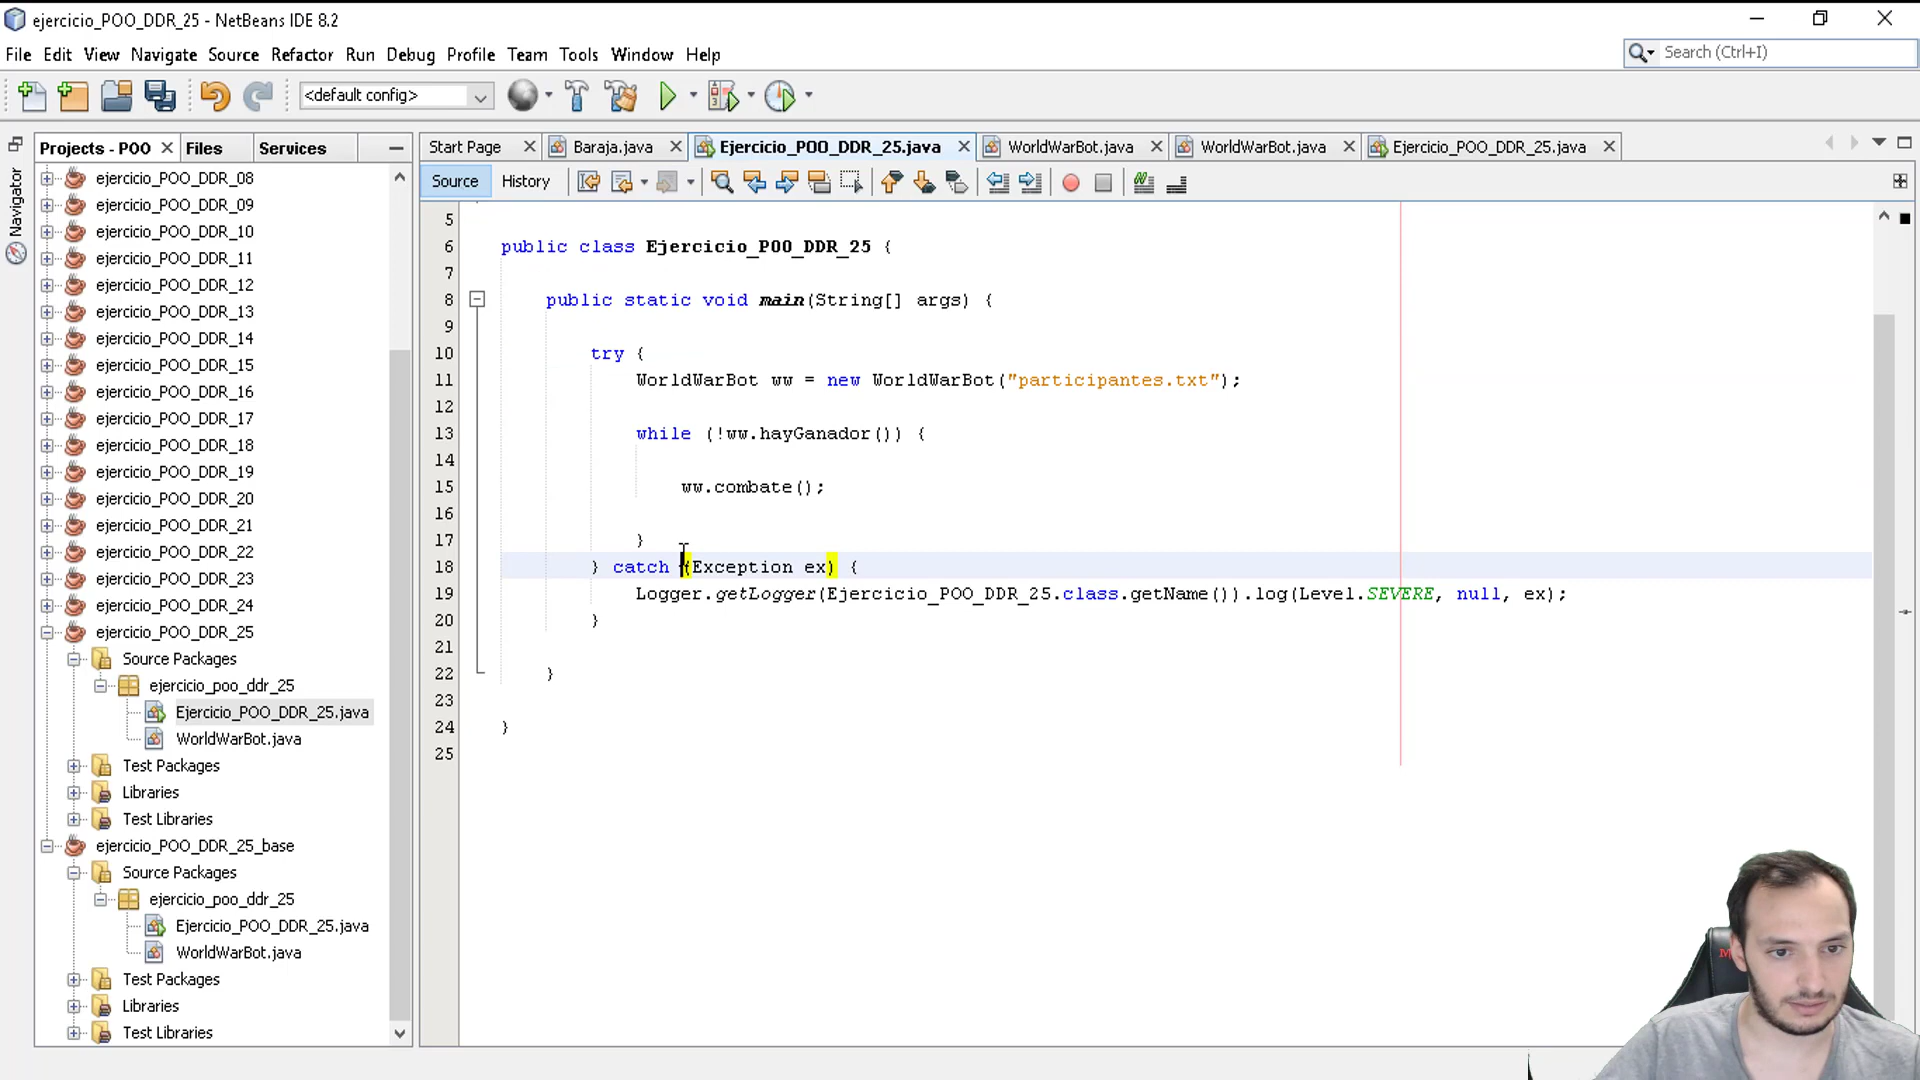 ejercicio_POO_DDR_25 - NetBeans IDE 8.2
File Edit View Navigate Source Refactor Run Debug Profile Team Tools Window Help
Search (Ctrl+I)
<default config>
Projects - POO Files Services
Start Page Baraja.java Ejercicio_POO_DDR_25.java WorldWarBot.java WorldWarBot.java Ejercicio_POO_DDR_25.java
Source History
Navigator
ejercicio_POO_DDR_08
ejercicio_POO_DDR_09
ejercicio_POO_DDR_10
ejercicio_POO_DDR_11
ejercicio_POO_DDR_12
ejercicio_POO_DDR_13
ejercicio_POO_DDR_14
ejercicio_POO_DDR_15
ejercicio_POO_DDR_16
ejercicio_POO_DDR_17
ejercicio_POO_DDR_18
ejercicio_POO_DDR_19
ejercicio_POO_DDR_20
ejercicio_POO_DDR_21
ejercicio_POO_DDR_22
ejercicio_POO_DDR_23
ejercicio_POO_DDR_24
ejercicio_POO_DDR_25
Source Packages
ejercicio_poo_ddr_25
Ejercicio_POO_DDR_25.java
WorldWarBot.java
Test Packages
Libraries
Test Libraries
ejercicio_POO_DDR_25_base
Source Packages
ejercicio_poo_ddr_25
Ejercicio_POO_DDR_25.java
WorldWarBot.java
Test Packages
Libraries
Test Libraries
5
6 public class Ejercicio_POO_DDR_25 {
7
8 public static void main(String[] args) {
9
10 try {
11 WorldWarBot ww = new WorldWarBot("participantes.txt");
12
13 while (!ww.hayGanador()) {
14
15 ww.combate();
16
17 }
18 } catch (Exception ex) {
19 Logger.getLogger(Ejercicio_POO_DDR_25.class.getName()).log(Level.SEVERE, null, ex);
20 }
21
22 }
23
24 }
25